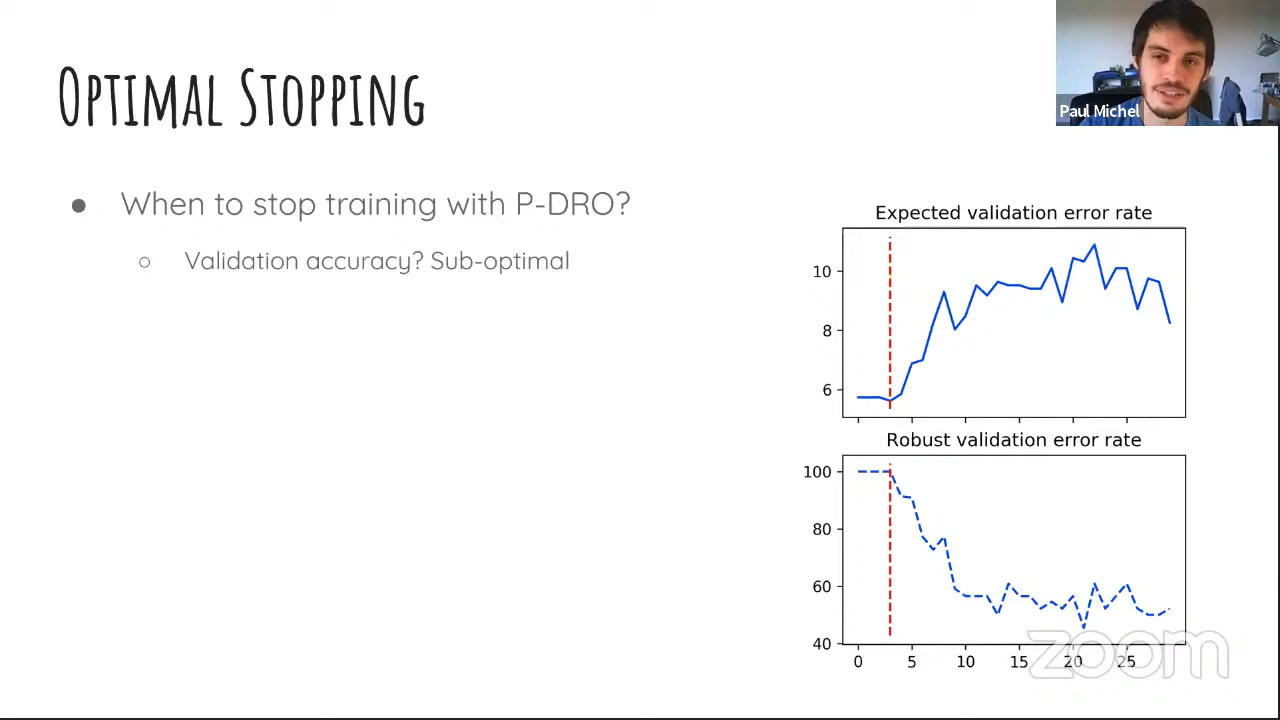 OPTIMAL STOPPING
Paul Michel
● When to stop training with P-DRO?
○ Validation accuracy? Sub-optimal
Expected validation error rate
10
8
6
Robust validation error rate
100
80
60
40
0 5 10 15 20 25
zoom